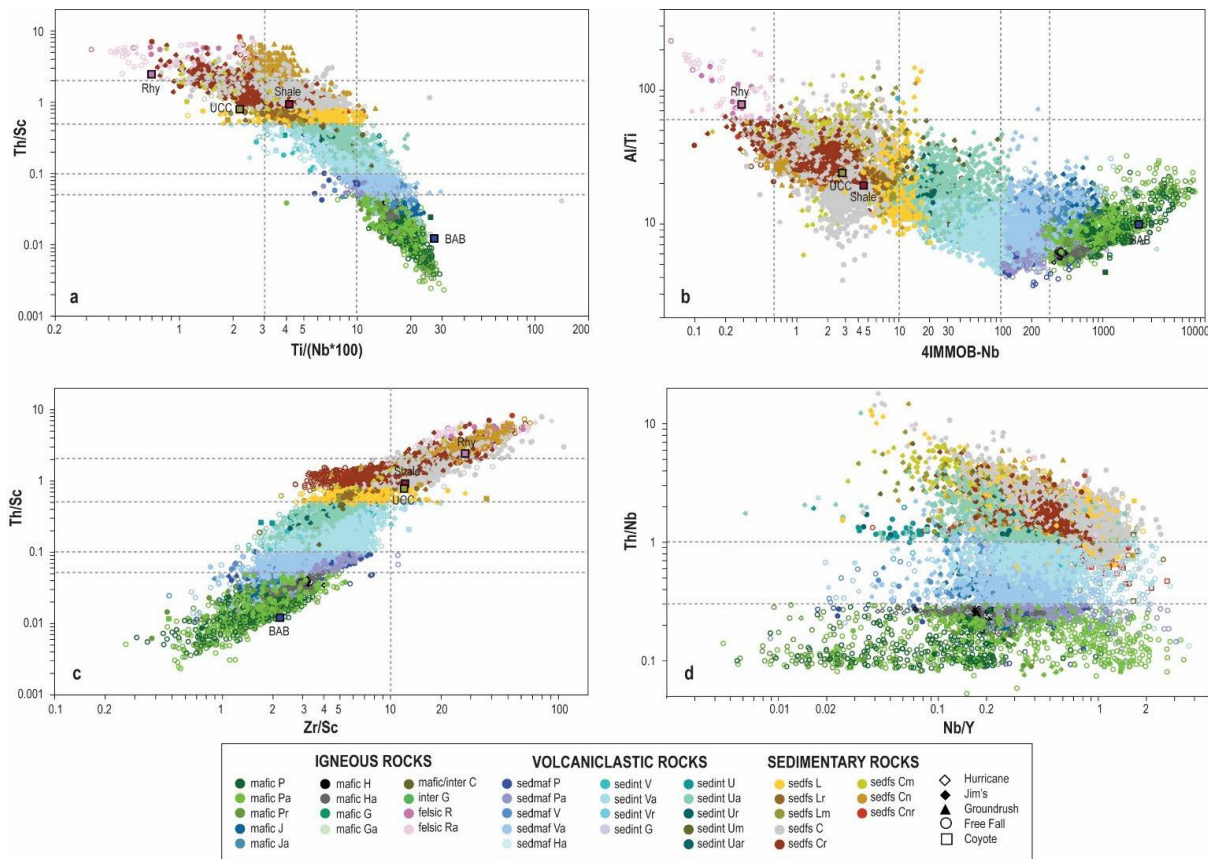 10
1
0.1
0.01
0.001
Th/Sc
Rhy
UCC
Shale
BAB
a
0.2
1
2
3
4
5
10
20
30
100
200
Ti/(Nb*100)
100
10
Al/Ti
Rhy
UCC
Shale
BAB
b
0.1
0.2
0.3
1
2
3
4 5
10
20
30
100
200
300
1000
10000
4IMMOB-Nb
10
1
0.1
0.01
0.001
Th/Sc
Rhy
Shale
UCC
BAB
c
0.1
0.2
1
2
3
4
5
10
20
100
Zr/Sc
10
1
0.1
Th/Nb
d
0.01
0.02
0.1
0.2
1
2
Nb/Y
IGNEOUS ROCKS
mafic P
mafic Pa
mafic Pr
mafic J
mafic Ja
mafic H
mafic Ha
mafic G
mafic Ga
mafic/inter C
inter G
felsic R
felsic Ra
VOLCANICLASTIC ROCKS
sedmaf P
sedmaf Pa
sedmaf V
sedmaf Va
sedmaf Ha
sedint V
sedint Va
sedint Vr
sedint G
sedint U
sedint Ua
sedint Ur
sedint Um
sedint Uar
SEDIMENTARY ROCKS
sedfs L
sedfs Lr
sedfs Lm
sedfs C
sedfs Cr
sedfs Cm
sedfs Cn
sedfs Cnr
Hurricane
Jim's
Groundrush
Free Fall
Coyote